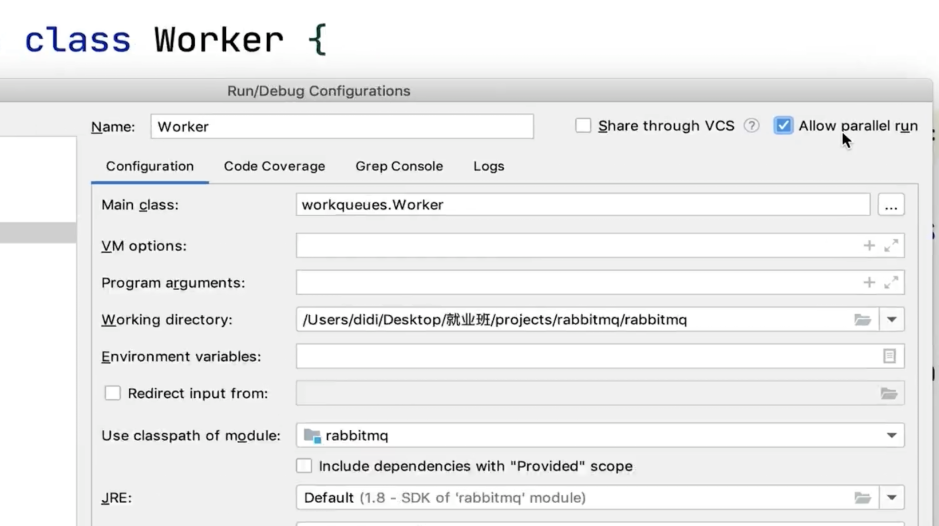 class Worker {
Run/Debug Configurations
Name: Worker Share through VCS ? Allow parallel run
Configuration Code Coverage Grep Console Logs
Main class: workqueues.Worker ...
VM options:
Program arguments:
Working directory: /Users/didi/Desktop/就业班/projects/rabbitmq/rabbitmq
Environment variables:
Redirect input from:
Use classpath of module: rabbitmq
Include dependencies with "Provided" scope
JRE: Default (1.8 - SDK of 'rabbitmq' module)